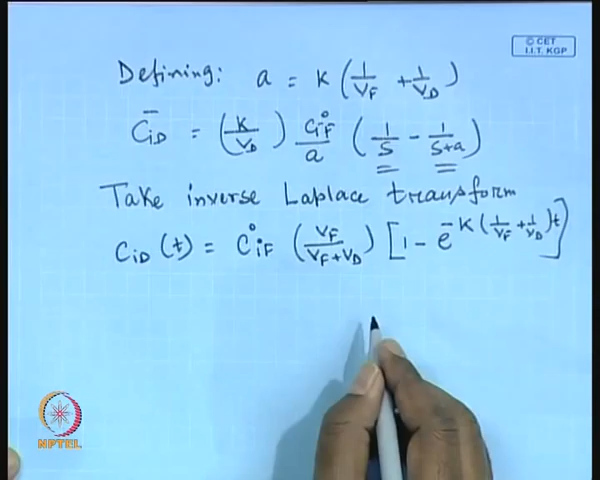 © CET
I.I.T. KGP
Defining: a = K (1/V_F + 1/V_D)
C̄_iD = (K/V_D) C°_iF/a (1/S - 1/(S+a))
Take inverse Laplace transform
C_iD (t) = C°_iF (V_F/(V_F+V_D)) [1 - e^{-K(1/V_F + 1/V_D)t}]
NPTEL